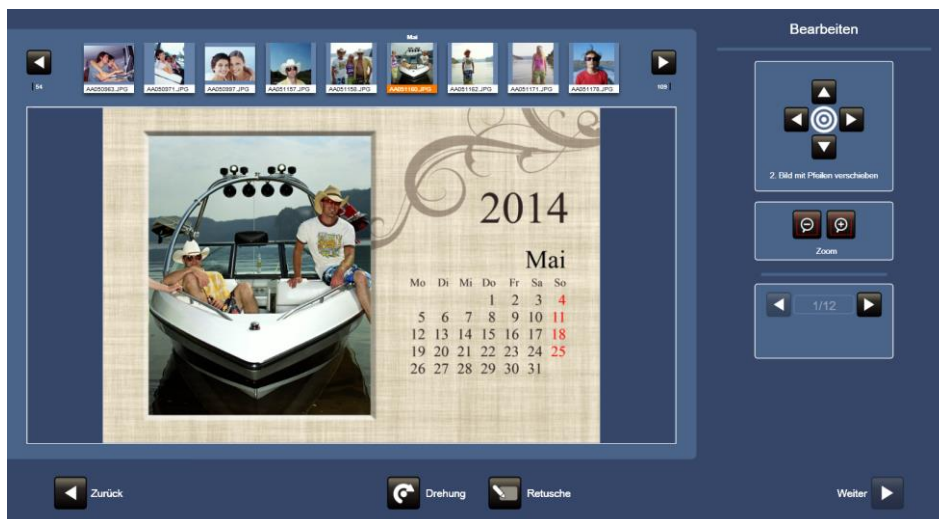 Bearbeiten
Mai
54
AA050963.JPG AA050971.JPG AA050997.JPG AA051157.JPG AA051158.JPG AA051160.JPG AA051162.JPG AA051171.JPG AA051178.JPG
109
2. Bild mit Pfeilen verschieben
Zoom
1/12
2014
Mai
Mo Di Mi Do Fr Sa So
1 2 3 4
5 6 7 8 9 10 11
12 13 14 15 16 17 18
19 20 21 22 23 24 25
26 27 28 29 30 31
Zurück
Drehung
Retusche
Weiter